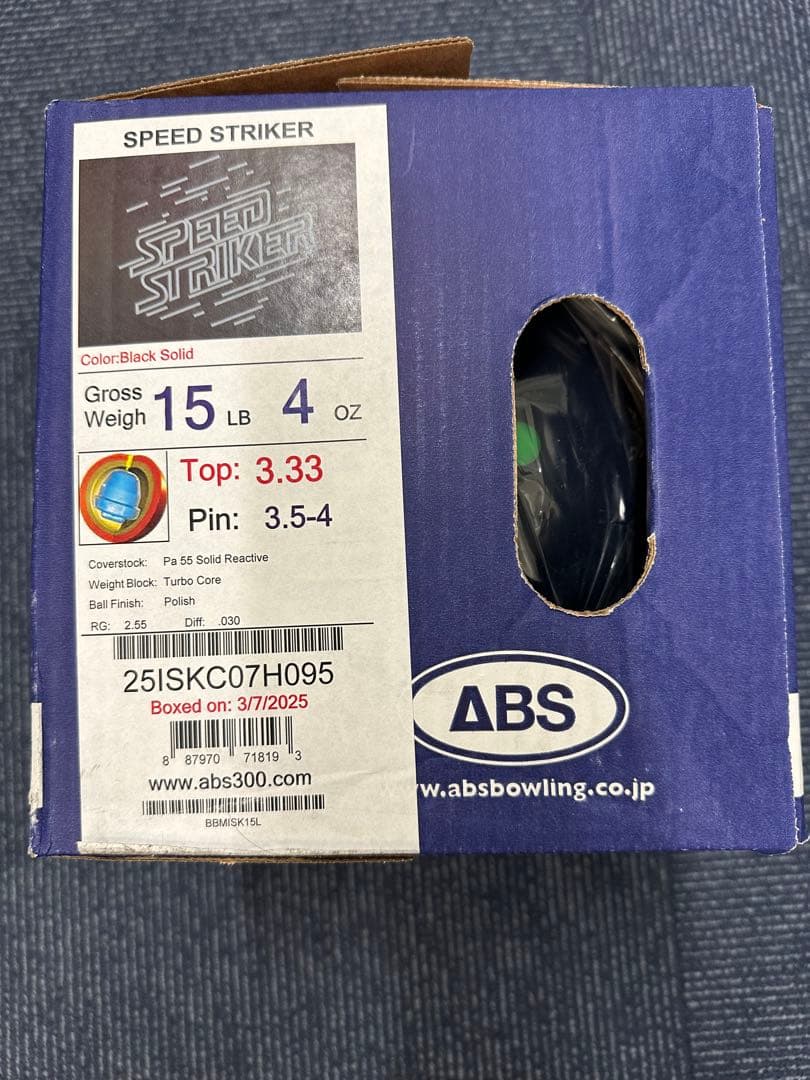 SPEED STRIKER
SPEED
STRIKER
Color:Black Solid
Gross
Weigh 15 LB 4 OZ
Top: 3.33
Pin: 3.5-4
Coverstock: Pa 55 Solid Reactive
Weight Block: Turbo Core
Ball Finish: Polish
RG: 2.55 Diff: .030
25ISKC07H095
Boxed on: 3/7/2025
8 87970 71819 3
www.abs300.com
BBMISK15L
ABS
w.absbowling.co.jp